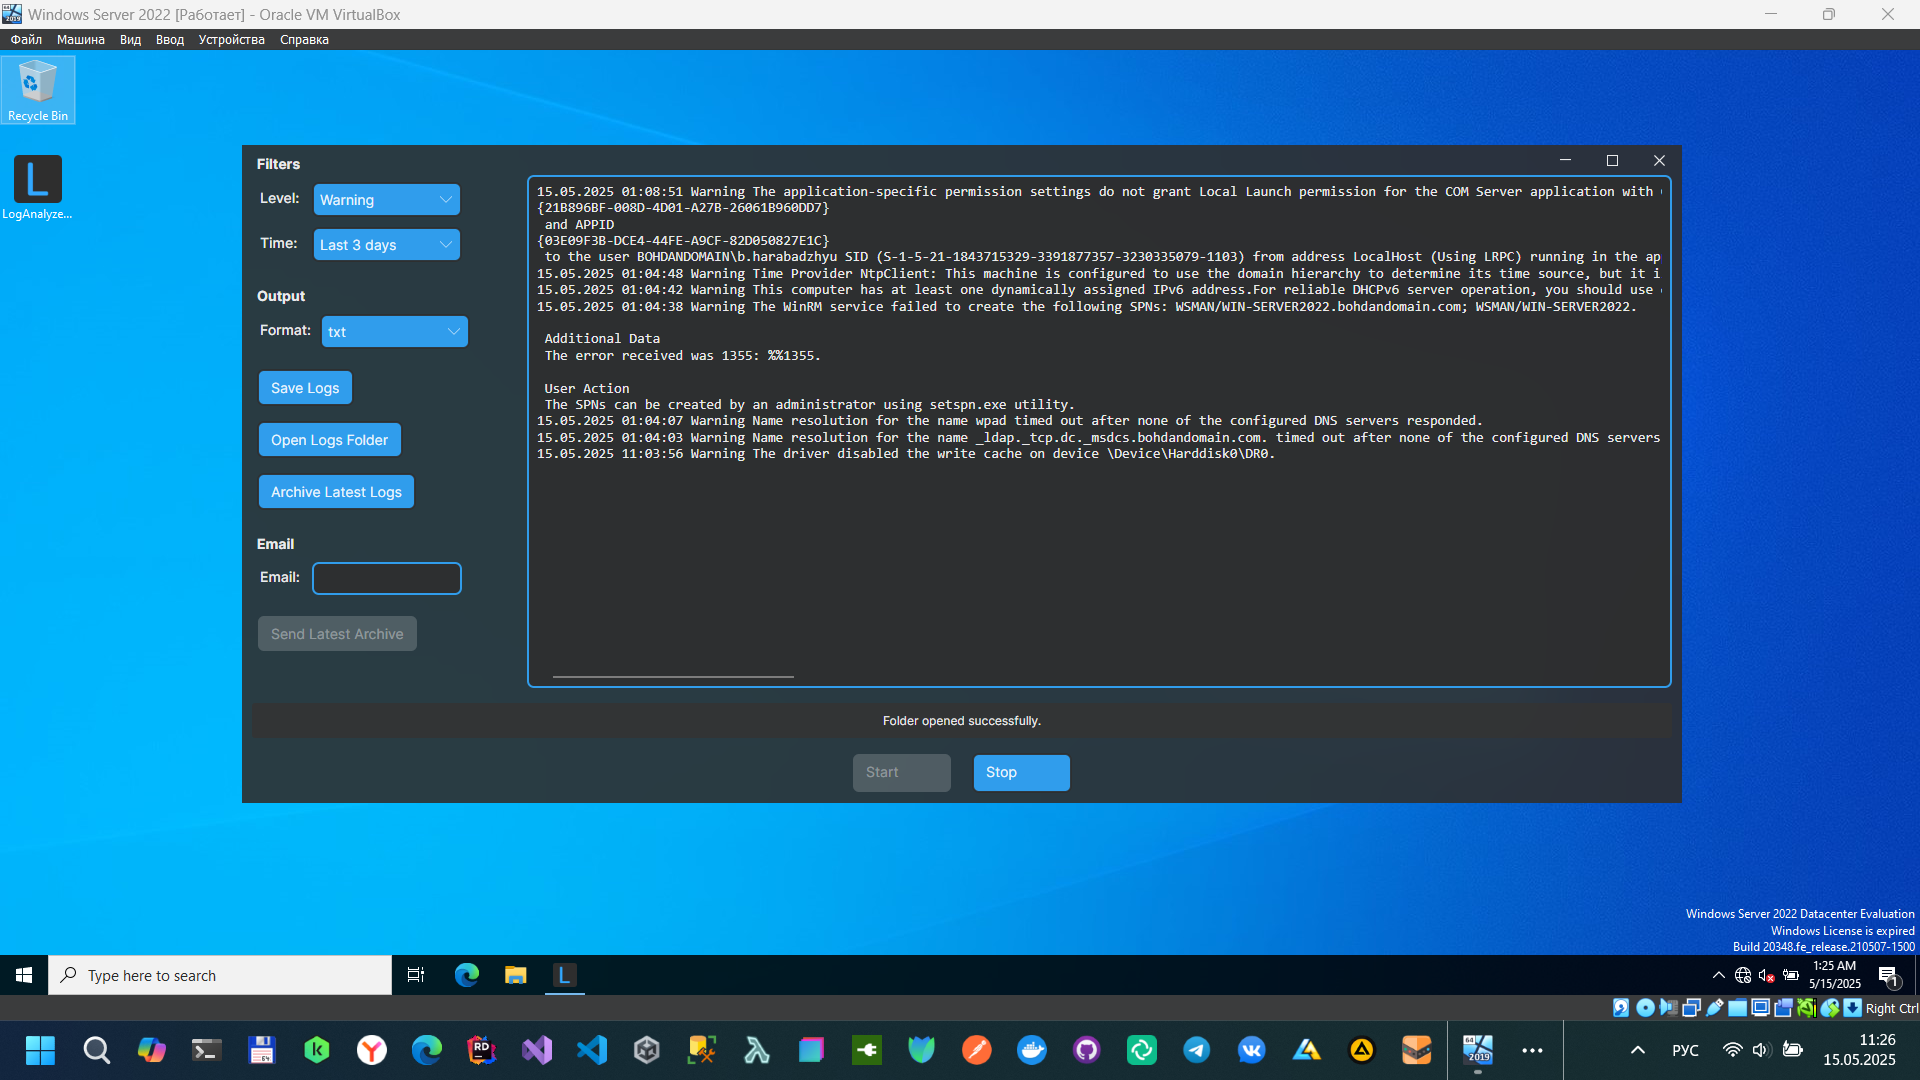 Windows Server 2022 [Работает] - Oracle VM VirtualBox
Файл Машина Вид Ввод Устройства Справка
Recycle Bin
LogAnalyze...
Filters
Level: Warning
Time: Last 3 days
Output
Format: txt
Save Logs
Open Logs Folder
Archive Latest Logs
Email
Email:
Send Latest Archive
15.05.2025 01:08:51 Warning The application-specific permission settings do not grant Local Launch permission for the COM Server application with
{21B896BF-008D-4D01-A27B-26061B960DD7}
and APPID
{03E09F3B-DCE4-44FE-A9CF-82D050827E1C}
to the user BOHDANDOMAIN\b.harabadzhyu SID (S-1-5-21-1843715329-3391877357-3230335079-1103) from address LocalHost (Using LRPC) running in the ap
15.05.2025 01:04:48 Warning Time Provider NtpClient: This machine is configured to use the domain hierarchy to determine its time source, but it i
15.05.2025 01:04:42 Warning This computer has at least one dynamically assigned IPv6 address.For reliable DHCPv6 server operation, you should use
15.05.2025 01:04:38 Warning The WinRM service failed to create the following SPNs: WSMAN/WIN-SERVER2022.bohdandomain.com; WSMAN/WIN-SERVER2022.
Additional Data
The error received was 1355: %%1355.
User Action
The SPNs can be created by an administrator using setspn.exe utility.
15.05.2025 01:04:07 Warning Name resolution for the name wpad timed out after none of the configured DNS servers responded.
15.05.2025 01:04:03 Warning Name resolution for the name _ldap._tcp.dc._msdcs.bohdandomain.com. timed out after none of the configured DNS servers
15.05.2025 11:03:56 Warning The driver disabled the write cache on device \Device\Harddisk0\DR0.
Folder opened successfully.
Start Stop
Windows Server 2022 Datacenter Evaluation
Windows License is expired
Build 20348.fe_release.210507-1500
Type here to search
1:25 AM
5/15/2025
1
Right Ctrl
РУС
11:26
15.05.2025